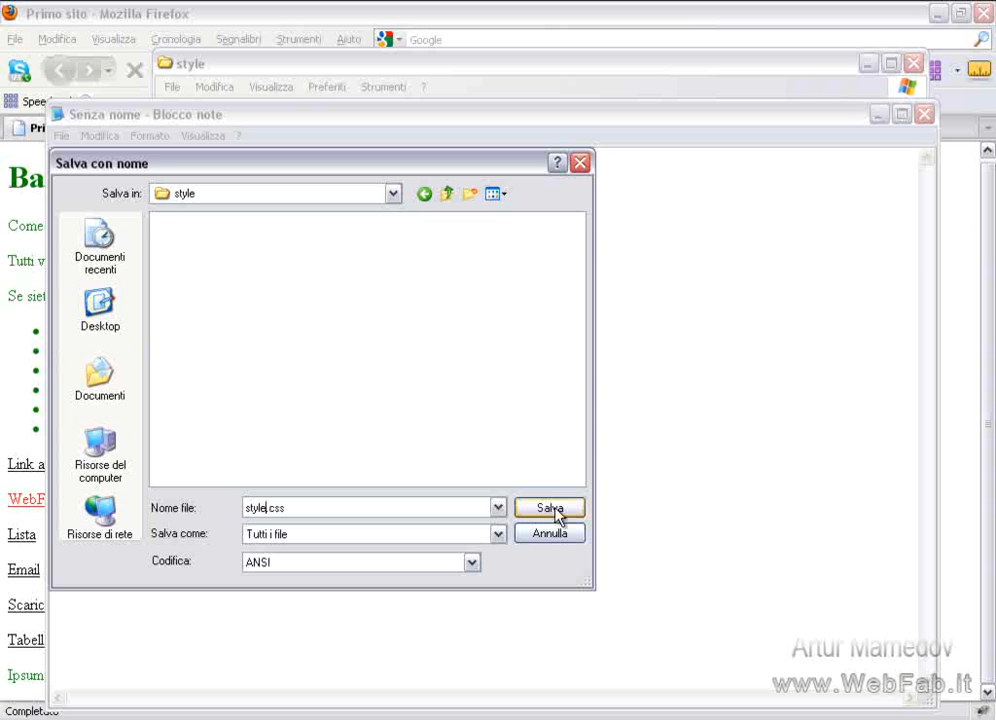 Primo sito - Mozilla Firefox
File Modifica Visualizza Cronologia Segnalibri Strumenti Aiuto Google
style
File Modifica Visualizza Preferiti Strumenti ?
Spee
Senza nome - Blocco note
Pri
File Modifica Formato Visualizza ?
Salva con nome
Ba
Salva in: style
Come
Tutti v
Se siet
Documenti
recenti
Desktop
Documenti
Risorse del
computer
Risorse di rete
Link a
WebF
Lista
Email
Scaric
Tabell
Ipsum
Nome file: style.css Salva
Salva come: Tutti i file Annulla
Codifica: ANSI
Artur Mamedov
www.WebFab.it
Completato